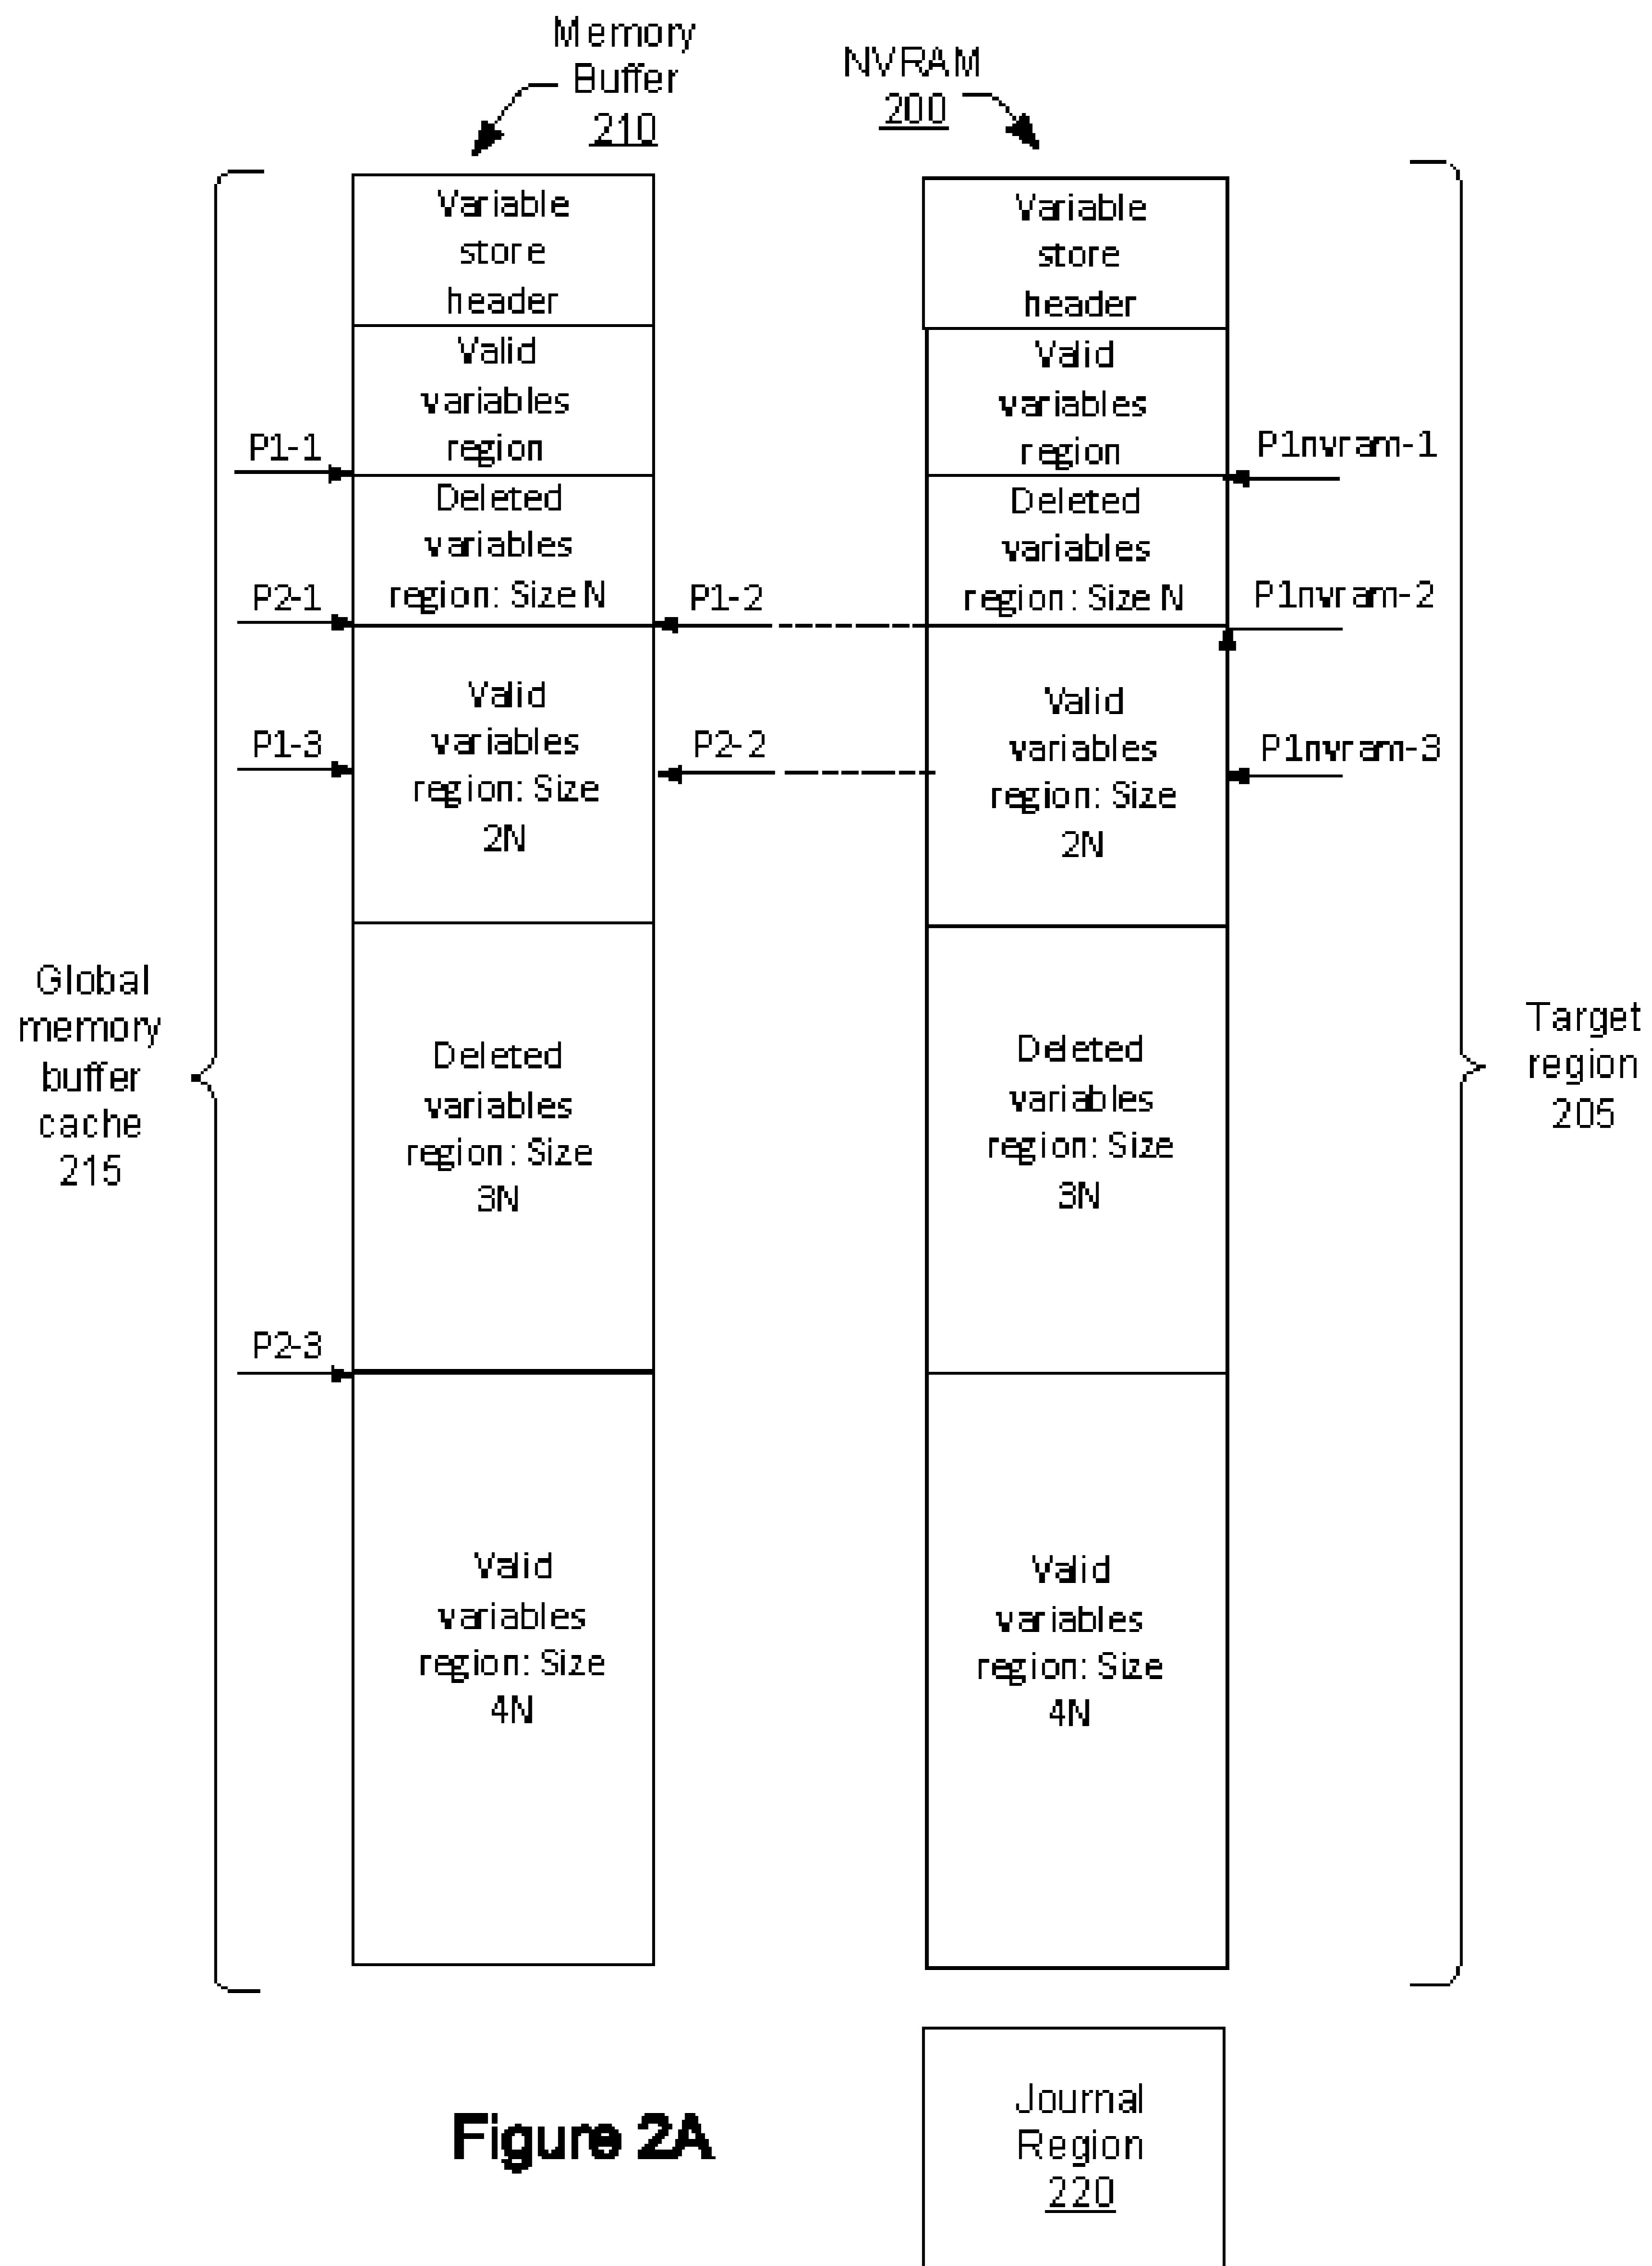 Memory
Buffer
210
NVRAM
200
Variable
store
header
Valid
variables
region
Deleted
variables
region: Size N
Valid
variables
region: Size
2N
Deleted
variables
region: Size
3N
Valid
variables
region: Size
4N
P1-1
P2-1
P1-3
P2-3
P1-2
P2-2
Global
memory
buffer
cache
215
Variable
store
header
Valid
variables
region
Deleted
variables
region: Size N
Valid
variables
region: Size
2N
Deleted
variables
region: Size
3N
Valid
variables
region: Size
4N
P1nvram-1
P1nvram-2
P1nvram-3
Target
region
205
Journal
Region
220
Figure 2A